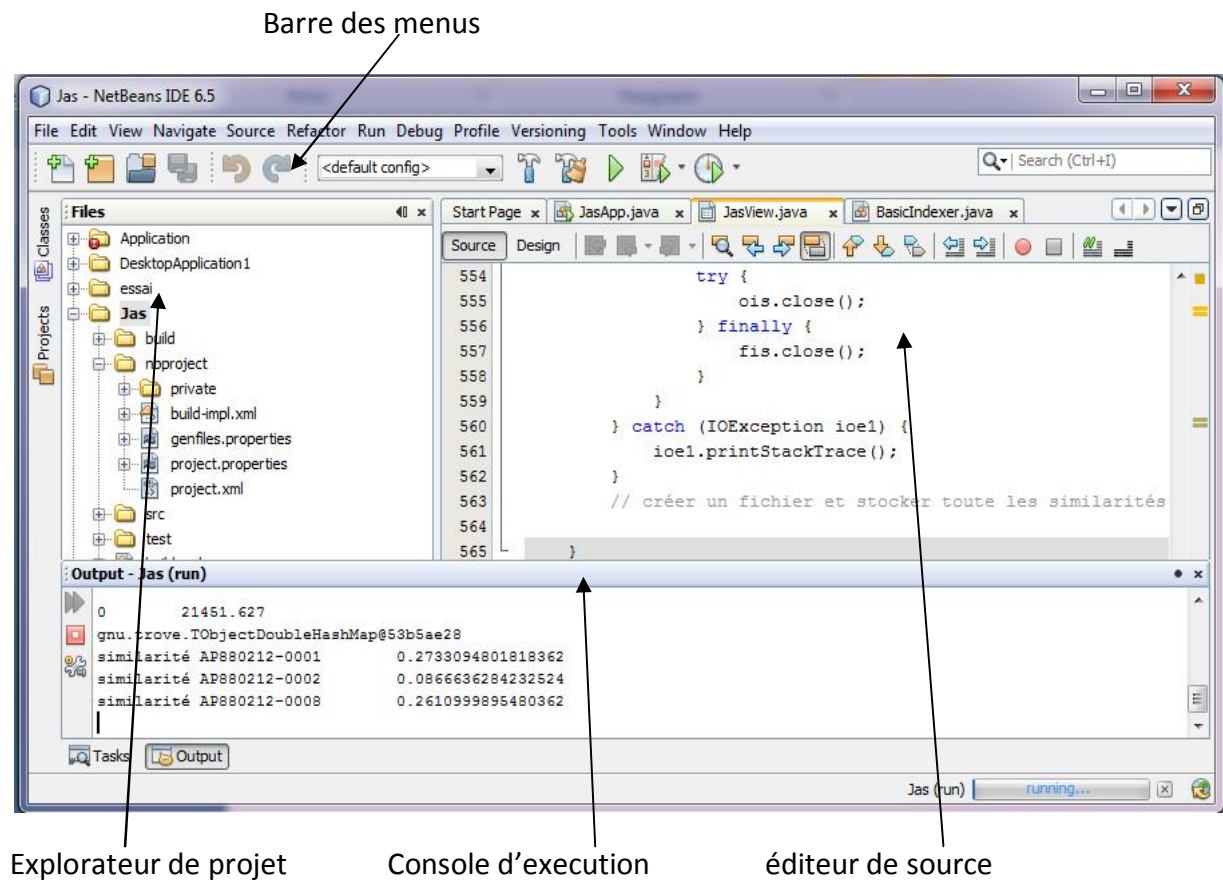 Barre des menus
Jas - NetBeans IDE 6.5
File Edit View Navigate Source Refactor Run Debug Profile Versioning Tools Window Help
<default config>
Search (Ctrl+I)
Classes
Projects
Files
Application
DesktopApplication1
essai
Jas
build
nbproject
private
build-impl.xml
genfiles.properties
project.properties
project.xml
src
test
Start Page x JasApp.java x JasView.java x BasicIndexer.java x
Source Design
554 try {
555 ois.close();
556 } finally {
557 fis.close();
558 }
559 }
560 } catch (IOException ioe1) {
561 ioe1.printStackTrace();
562 }
563 // créer un fichier et stocker toute les similarités
564
565 }
Output - Jas (run)
0 21451.627
gnu.trove.TObjectDoubleHashMap@53b5ae28
similarité AP880212-0001 0.2733094801818362
similarité AP880212-0002 0.0866636284232524
similarité AP880212-0008 0.2610999895480362
Tasks Output
Jas (run) running...
Explorateur de projet Console d’execution éditeur de source